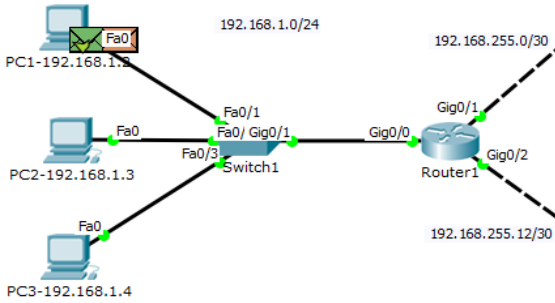 192.168.1.0/24
Fa0
PC1-192.168.1.2
192.168.255.0/30
Fa0/1
Gig0/1
Fa0
Fa0/ Gig0/1
Gig0/0
PC2-192.168.1.3
Fa0/3
Switch1
Router1
Gig0/2
Fa0
192.168.255.12/30
PC3-192.168.1.4